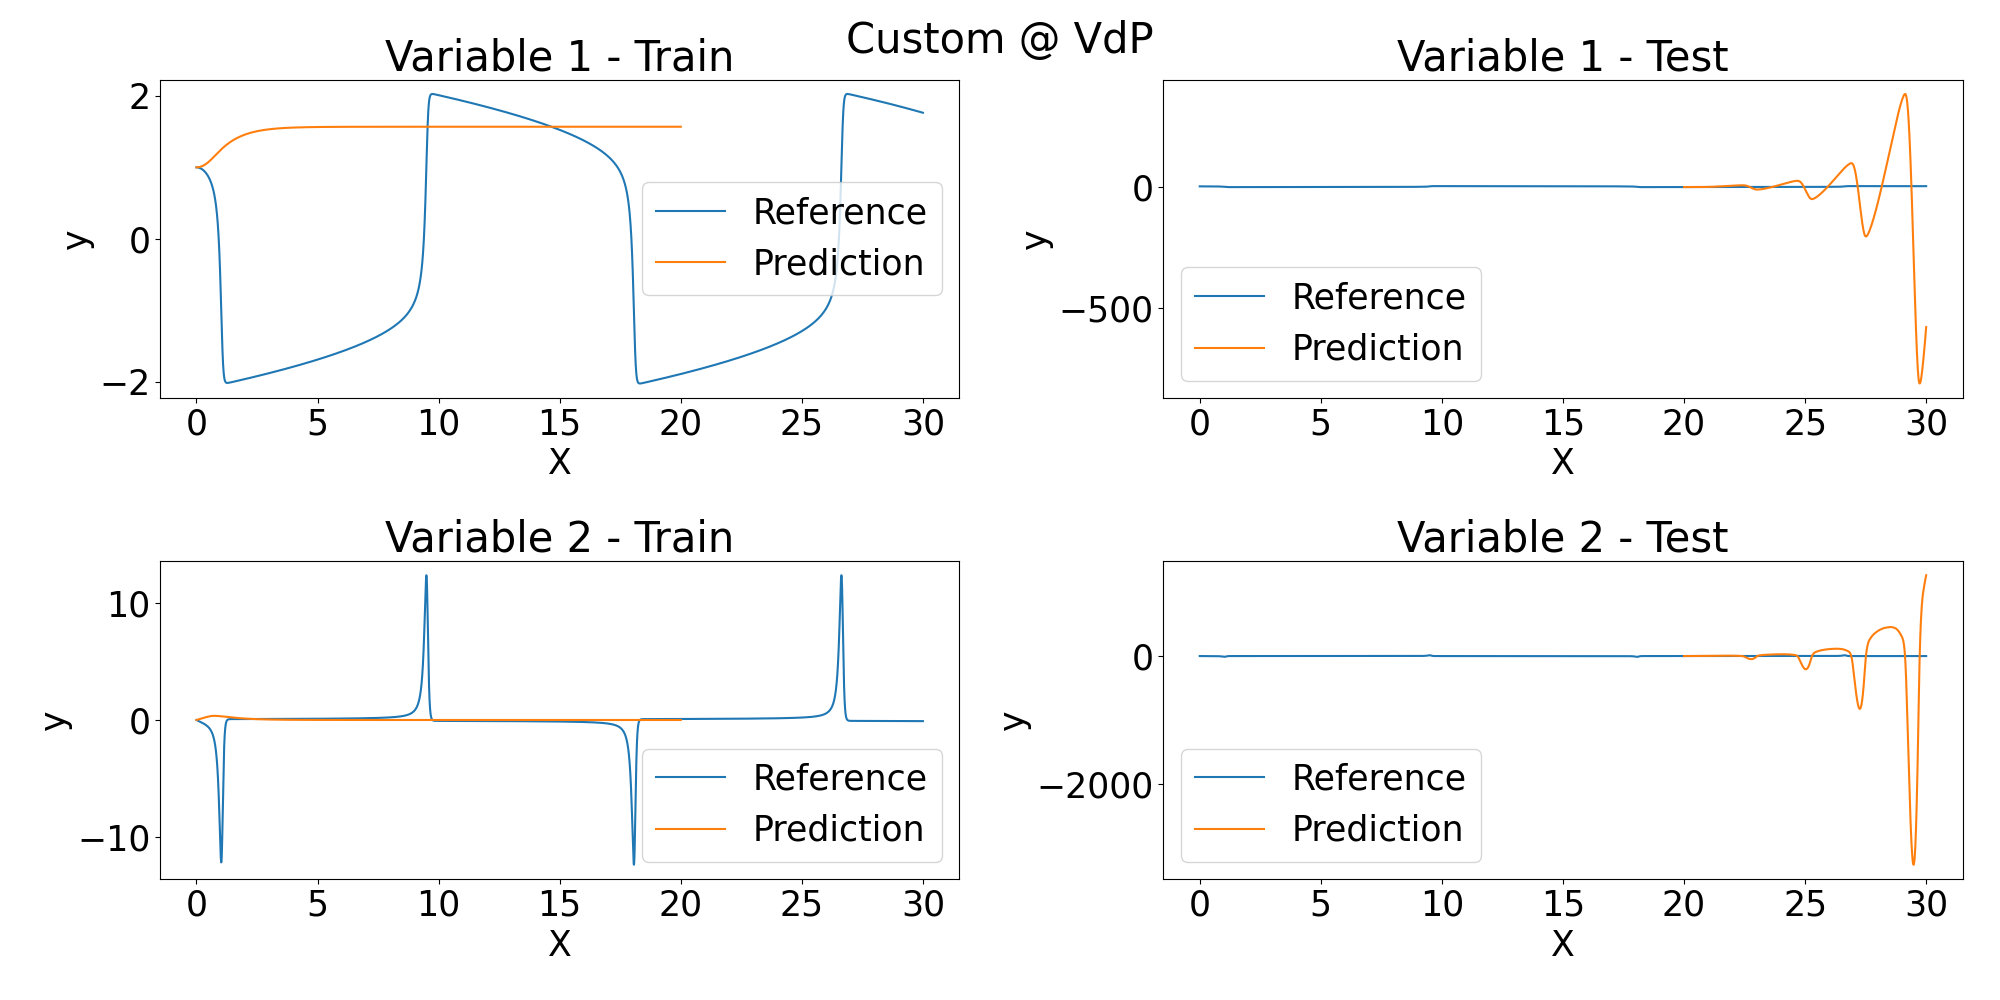 Custom @ VdP
Variable 1 - Train
2
0
−2
y
0 5 10 15 20 25 30
X
Reference
Prediction
Variable 1 - Test
0
−500
y
0 5 10 15 20 25 30
X
Reference
Prediction
Variable 2 - Train
10
0
−10
y
0 5 10 15 20 25 30
X
Reference
Prediction
Variable 2 - Test
0
−2000
y
0 5 10 15 20 25 30
X
Reference
Prediction